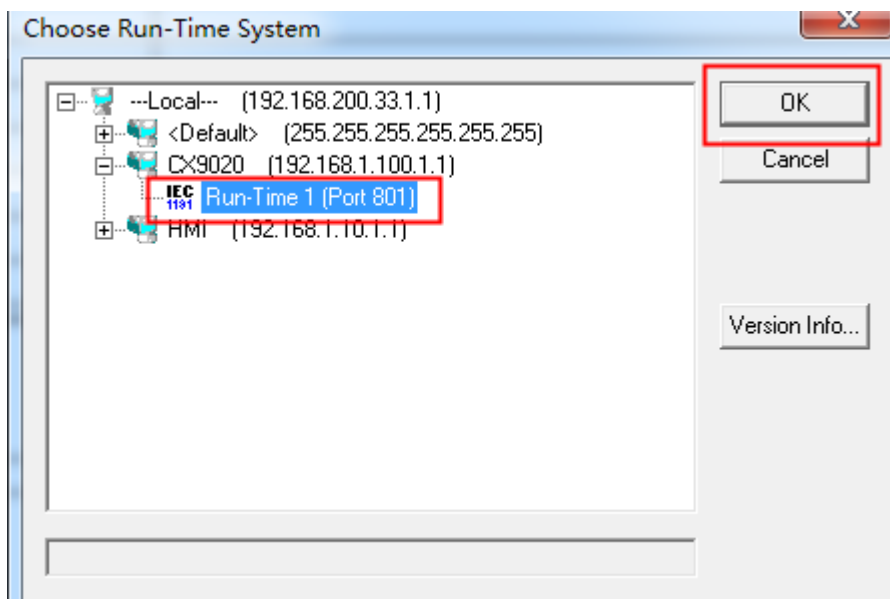 Choose Run-Time System
X
---Local--- (192.168.200.33.1.1)
OK
<Default> (255.255.255.255.255.255)
CX9020 (192.168.1.100.1.1)
Cancel
IEC
1131
Run-Time 1 (Port 801)
HMI (192.168.1.10.1.1)
Version Info...